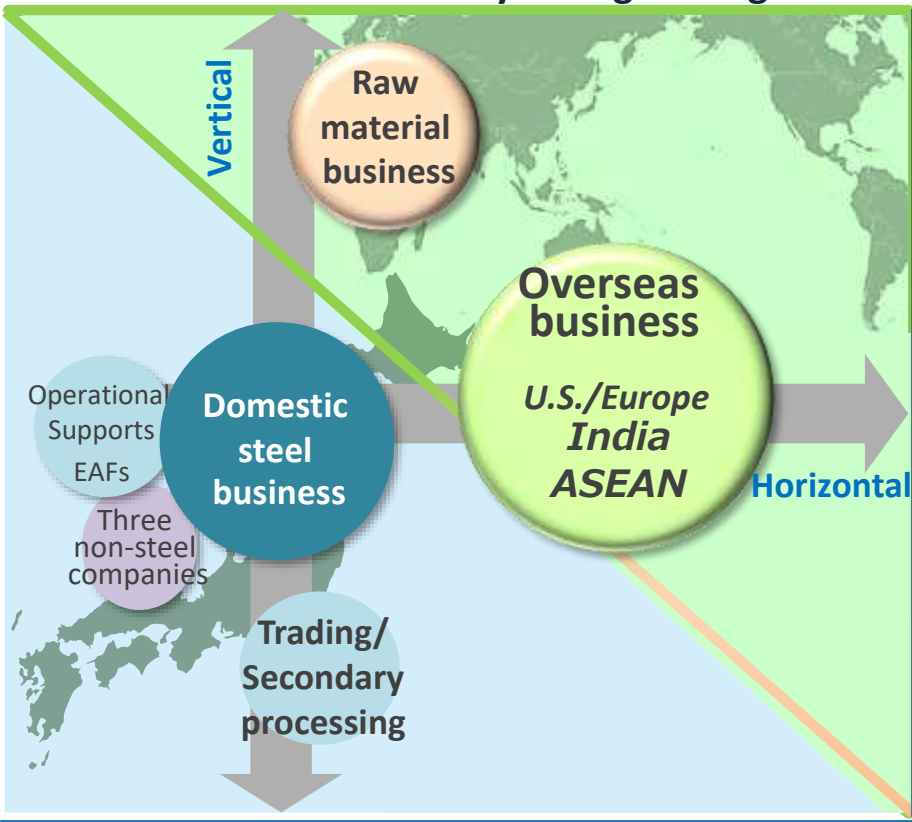 Vertical
Raw
material
business
Overseas
business
U.S./Europe
India
ASEAN
Horizontal
Operational
Supports
EAFs
Domestic
steel
business
Three
non-steel
companies
Trading/
Secondary
processing